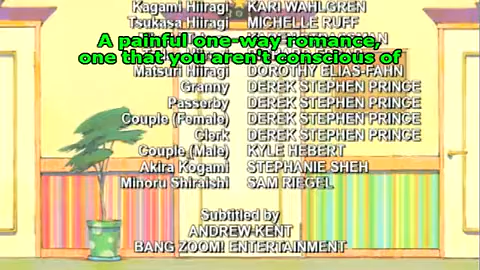 Kagami Hiiragi KARI WAHLGREN
Tsukasa Hiiragi MICHELLE RUFF
A painful one-way romance,
one that you aren't conscious of
Matsuri Hiiragi DOROTHY ELIAS-FAHN
Granny DEREK STEPHEN PRINCE
Passerby DEREK STEPHEN PRINCE
Couple (Female) DEREK STEPHEN PRINCE
Clerk DEREK STEPHEN PRINCE
Couple (Male) KYLE HEBERT
Akira Kogami STEPHANIE SHEH
Minoru Shiraishi SAM RIEGEL
Subtitled by
ANDREW KENT
BANG ZOOM! ENTERTAINMENT